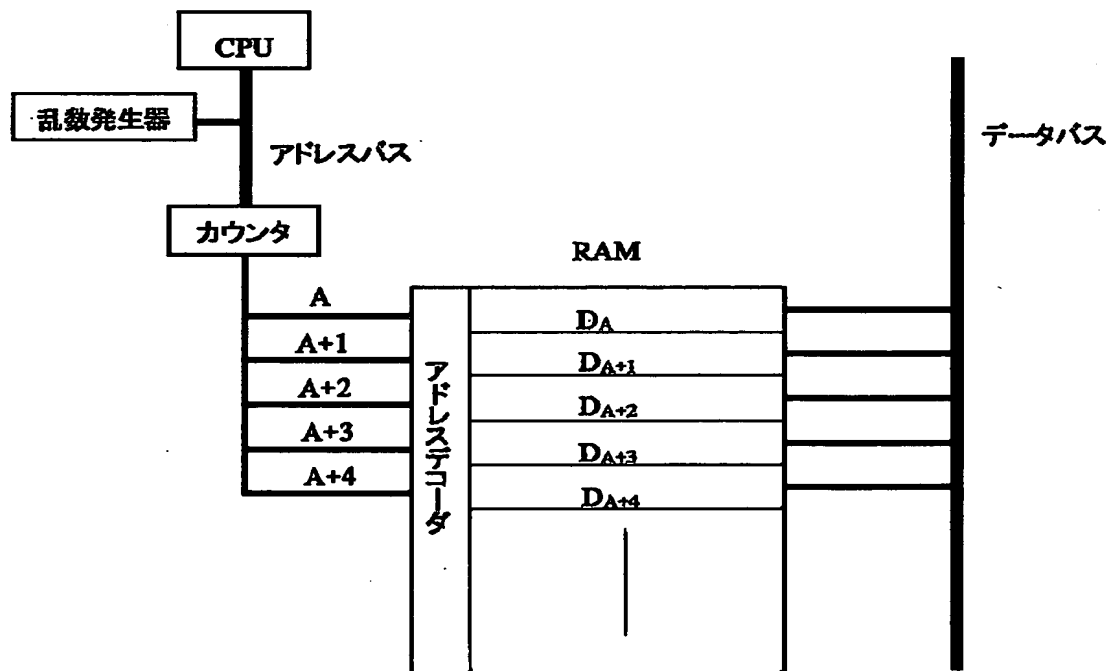 CPU
乱数発生器
アドレスバス
データバス
カウンタ
RAM
A
A+1
A+2
A+3
A+4
アドレスデコーダ
DA
DA+1
DA+2
DA+3
DA+4